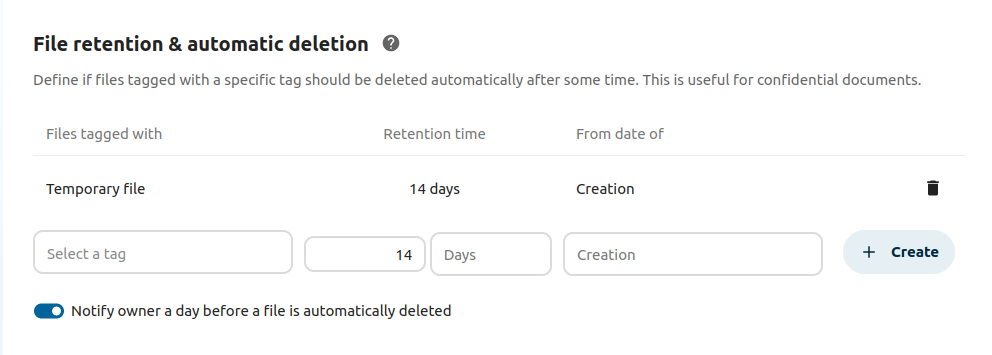 File retention & automatic deletion ?
Define if files tagged with a specific tag should be deleted automatically after some time. This is useful for confidential documents.
Files tagged with Retention time From date of
Temporary file 14 days Creation
Select a tag 14 Days Creation + Create
Notify owner a day before a file is automatically deleted